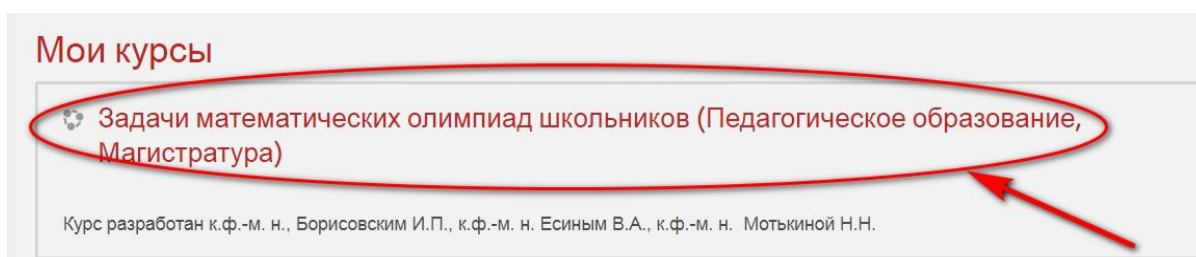 Мои курсы
Задачи математических олимпиад школьников (Педагогическое образование,
Магистратура)
Курс разработан к.ф.-м. н., Борисовским И.П., к.ф.-м. н. Есиным В.А., к.ф.-м. н. Мотькиной Н.Н.